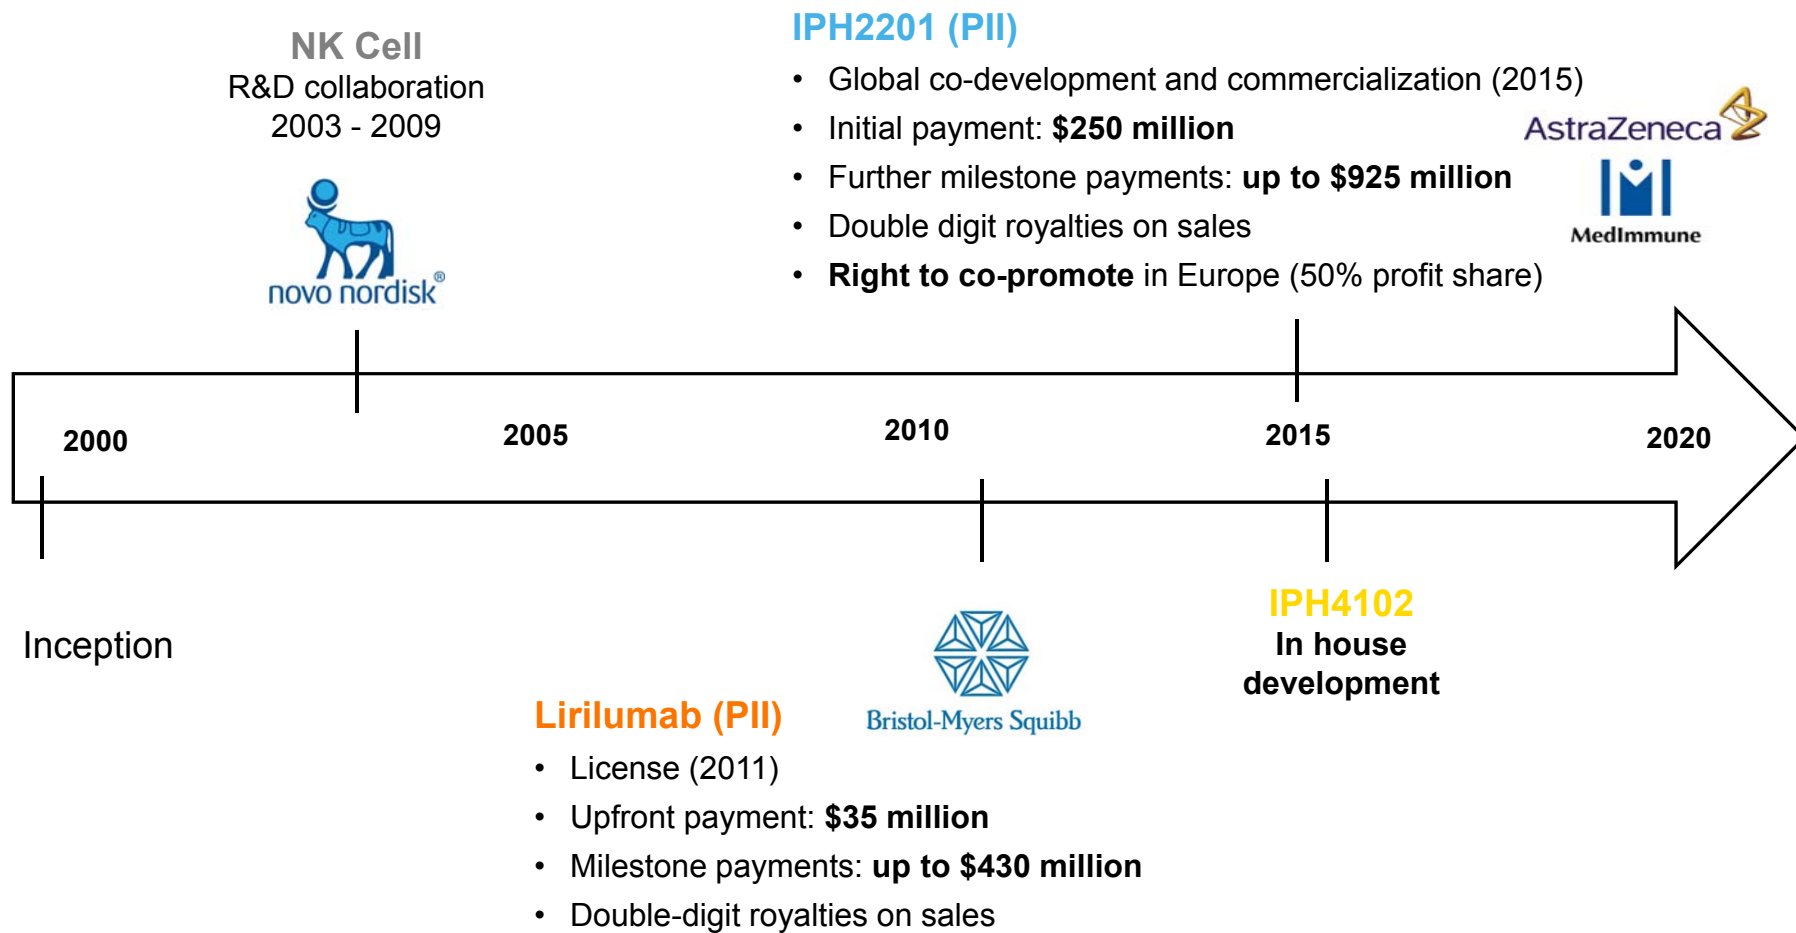 NK Cell
R&D collaboration
2003 - 2009
novo nordisk®
IPH2201 (PII)
• Global co-development and commercialization (2015)
• Initial payment: $250 million
• Further milestone payments: up to $925 million
• Double digit royalties on sales
• Right to co-promote in Europe (50% profit share)
AstraZeneca
MedImmune
2000
2005
2010
2015
2020
Inception
Lirilumab (PII)
• License (2011)
• Upfront payment: $35 million
• Milestone payments: up to $430 million
• Double-digit royalties on sales
Bristol-Myers Squibb
IPH4102
In house
development